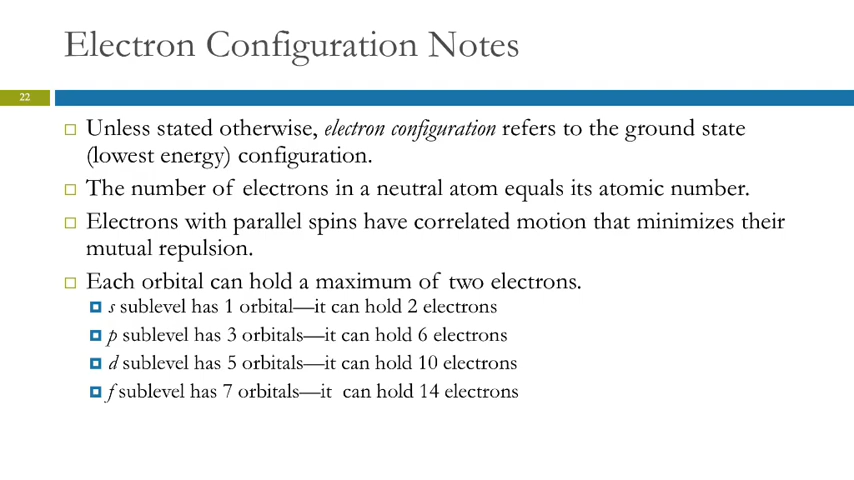 Electron Configuration Notes
22
Unless stated otherwise, electron configuration refers to the ground state
(lowest energy) configuration.
The number of electrons in a neutral atom equals its atomic number.
Electrons with parallel spins have correlated motion that minimizes their
mutual repulsion.
Each orbital can hold a maximum of two electrons.
s sublevel has 1 orbital—it can hold 2 electrons
p sublevel has 3 orbitals—it can hold 6 electrons
d sublevel has 5 orbitals—it can hold 10 electrons
f sublevel has 7 orbitals—it can hold 14 electrons